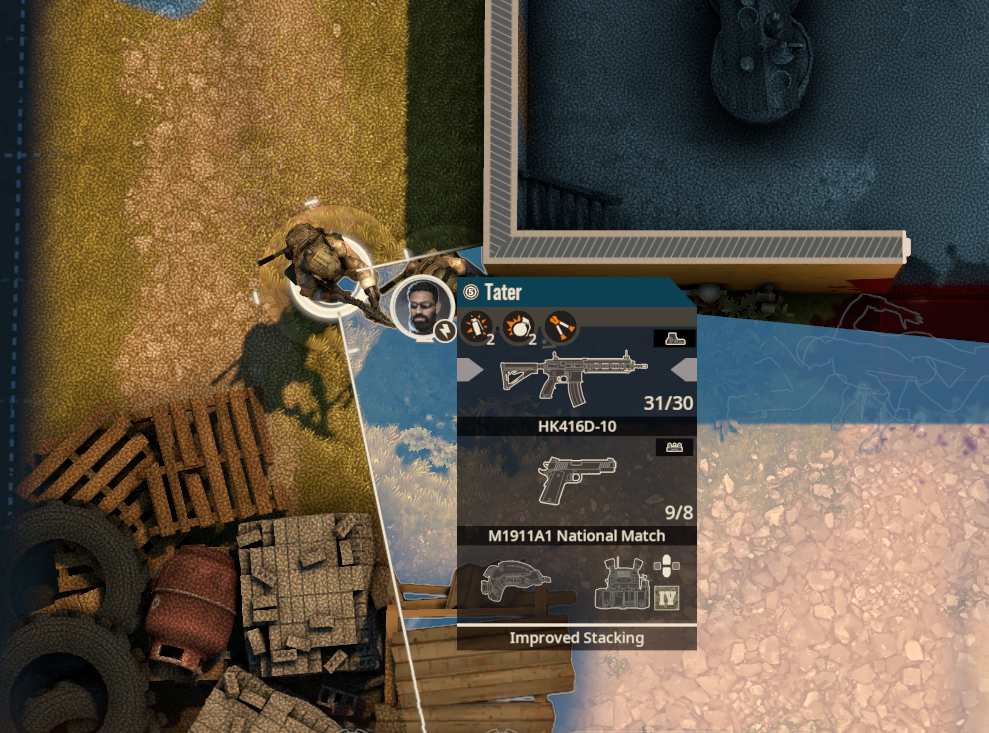 S Tater
2 2
31/30
HK416D-10
9/8
M1911A1 National Match
IV
Improved Stacking